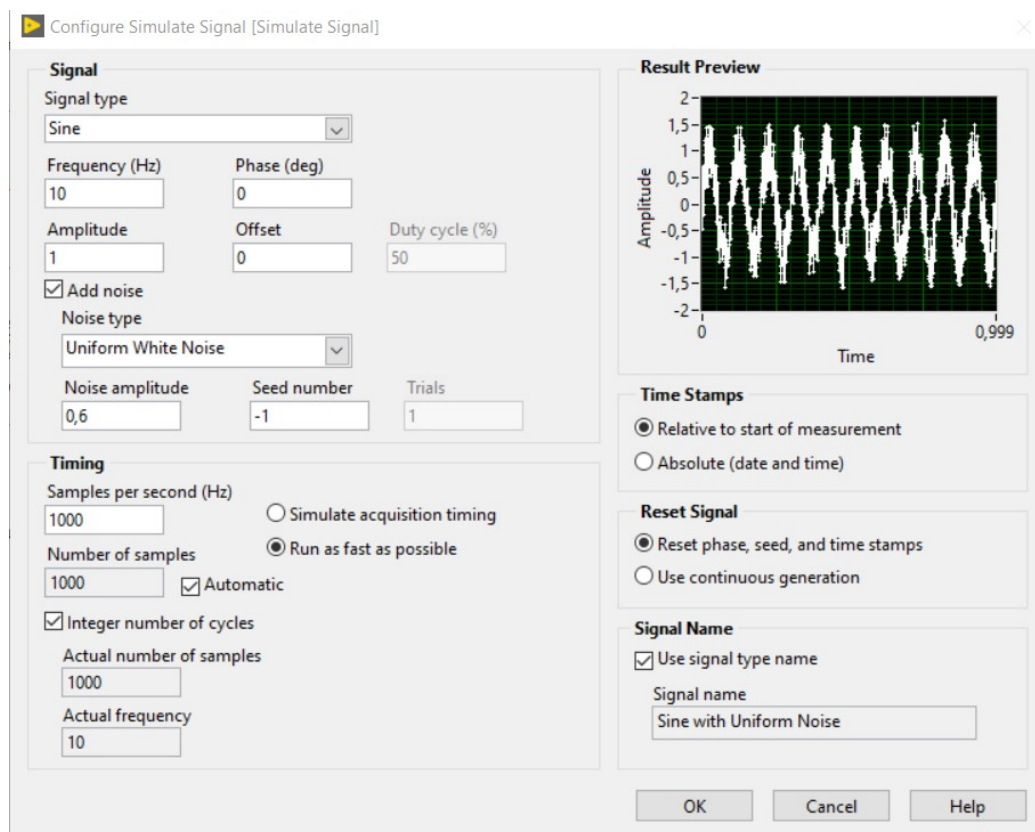 Configure Simulate Signal [Simulate Signal]
Signal
Signal type
Sine
Frequency (Hz) Phase (deg)
10 0
Amplitude Offset Duty cycle (%)
1 0 50
Add noise
Noise type
Uniform White Noise
Noise amplitude Seed number Trials
0,6 -1 1
Timing
Samples per second (Hz)
1000
Simulate acquisition timing
Run as fast as possible
Number of samples
1000 Automatic
Integer number of cycles
Actual number of samples
1000
Actual frequency
10
Result Preview
Amplitude
2
1,5
1
0,5
0
-0,5
-1
-1,5
-2
0 0,999
Time
Time Stamps
Relative to start of measurement
Absolute (date and time)
Reset Signal
Reset phase, seed, and time stamps
Use continuous generation
Signal Name
Use signal type name
Signal name
Sine with Uniform Noise
OK Cancel Help